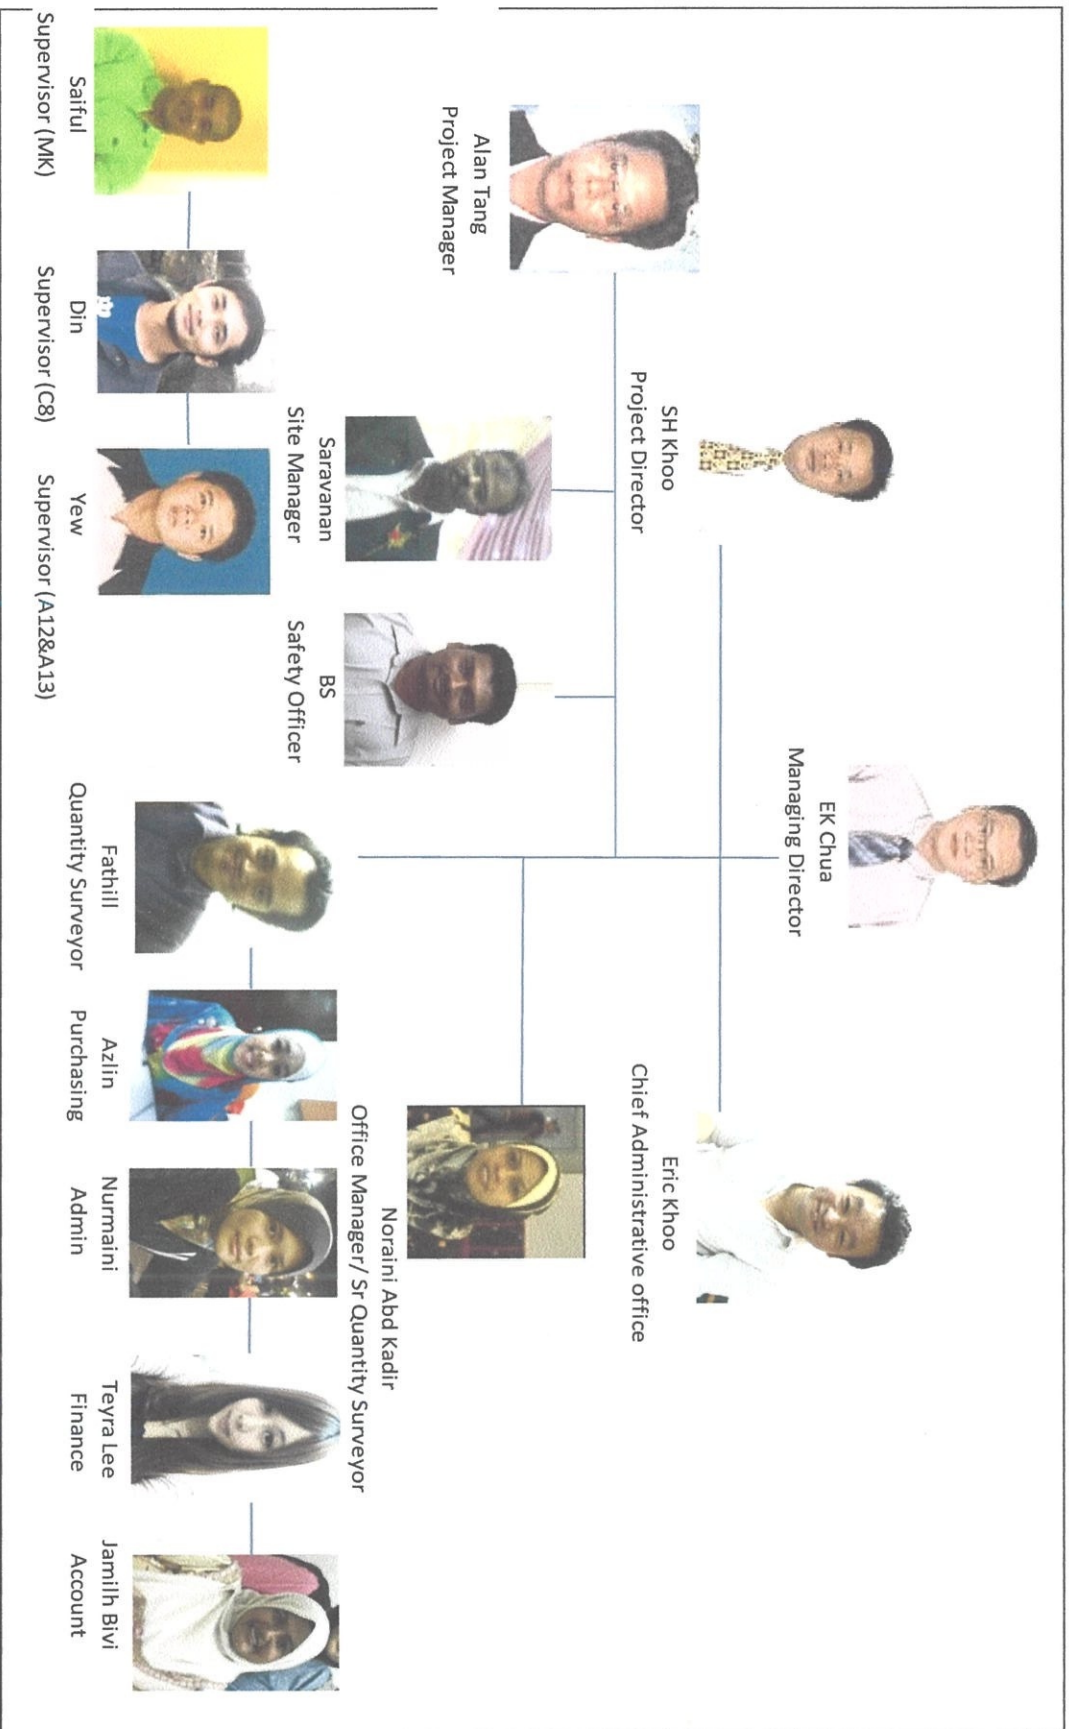 EK Chua
Managing Director
SH Khoo
Project Director
Eric Khoo
Chief Administrative office
Alan Tang
Project Manager
Saravanan
Site Manager
BS
Safety Officer
Noraini Abd Kadir
Office Manager/ Sr Quantity Surveyor
Saiful
Supervisor (MK)
Din
Supervisor (C8)
Yew
Supervisor (A12&A13)
Fathill
Quantity Surveyor
Azlin
Purchasing
Nurmaini
Admin
Teyra Lee
Finance
Jamilh Bivi
Account